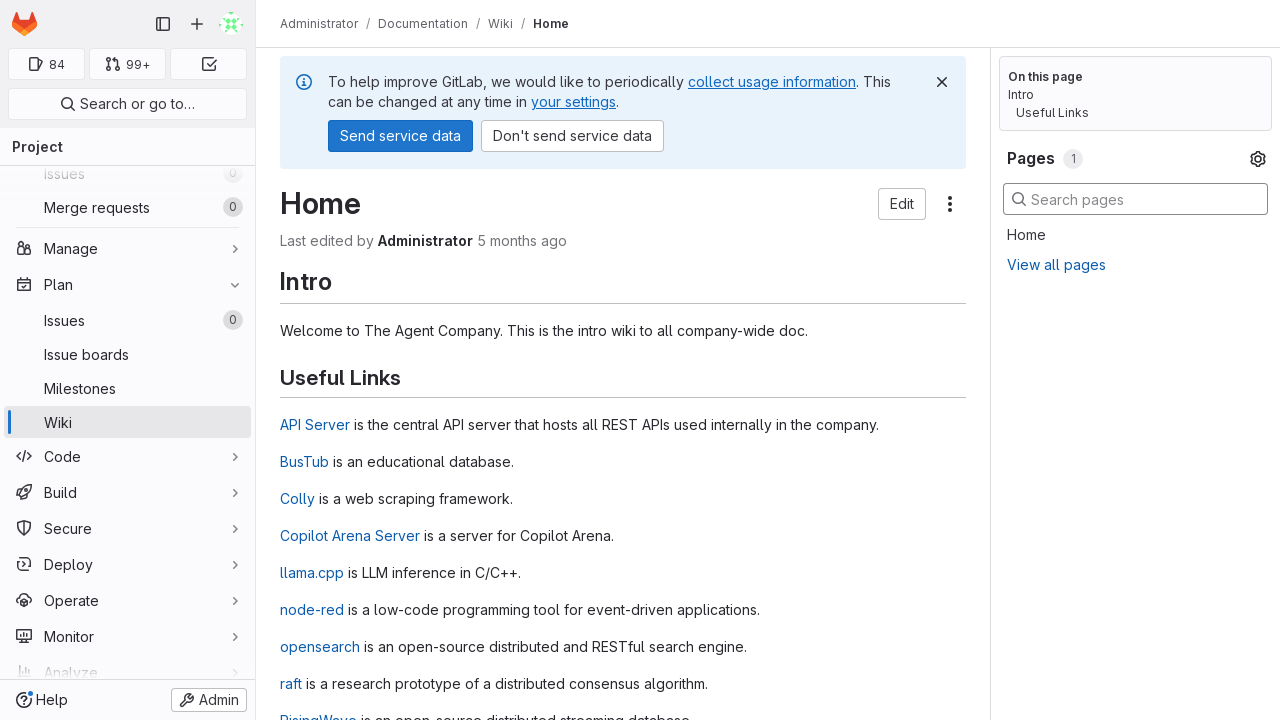 Administrator / Documentation / Wiki / Home
84
99+
Search or go to…
Project
Issues 0
Merge requests 0
Manage
Plan
Issues 0
Issue boards
Milestones
Wiki
Code
Build
Secure
Deploy
Operate
Monitor
Analyze
Help
Admin
To help improve GitLab, we would like to periodically collect usage information. This
can be changed at any time in your settings.
Send service data
Don't send service data
Home
Edit
Last edited by Administrator 5 months ago
Intro
Welcome to The Agent Company. This is the intro wiki to all company-wide doc.
Useful Links
API Server is the central API server that hosts all REST APIs used internally in the company.
BusTub is an educational database.
Colly is a web scraping framework.
Copilot Arena Server is a server for Copilot Arena.
llama.cpp is LLM inference in C/C++.
node-red is a low-code programming tool for event-driven applications.
opensearch is an open-source distributed and RESTful search engine.
raft is a research prototype of a distributed consensus algorithm.
RisingWave is an open-source distributed streaming database.
On this page
Intro
Useful Links
Pages 1
Search pages
Home
View all pages